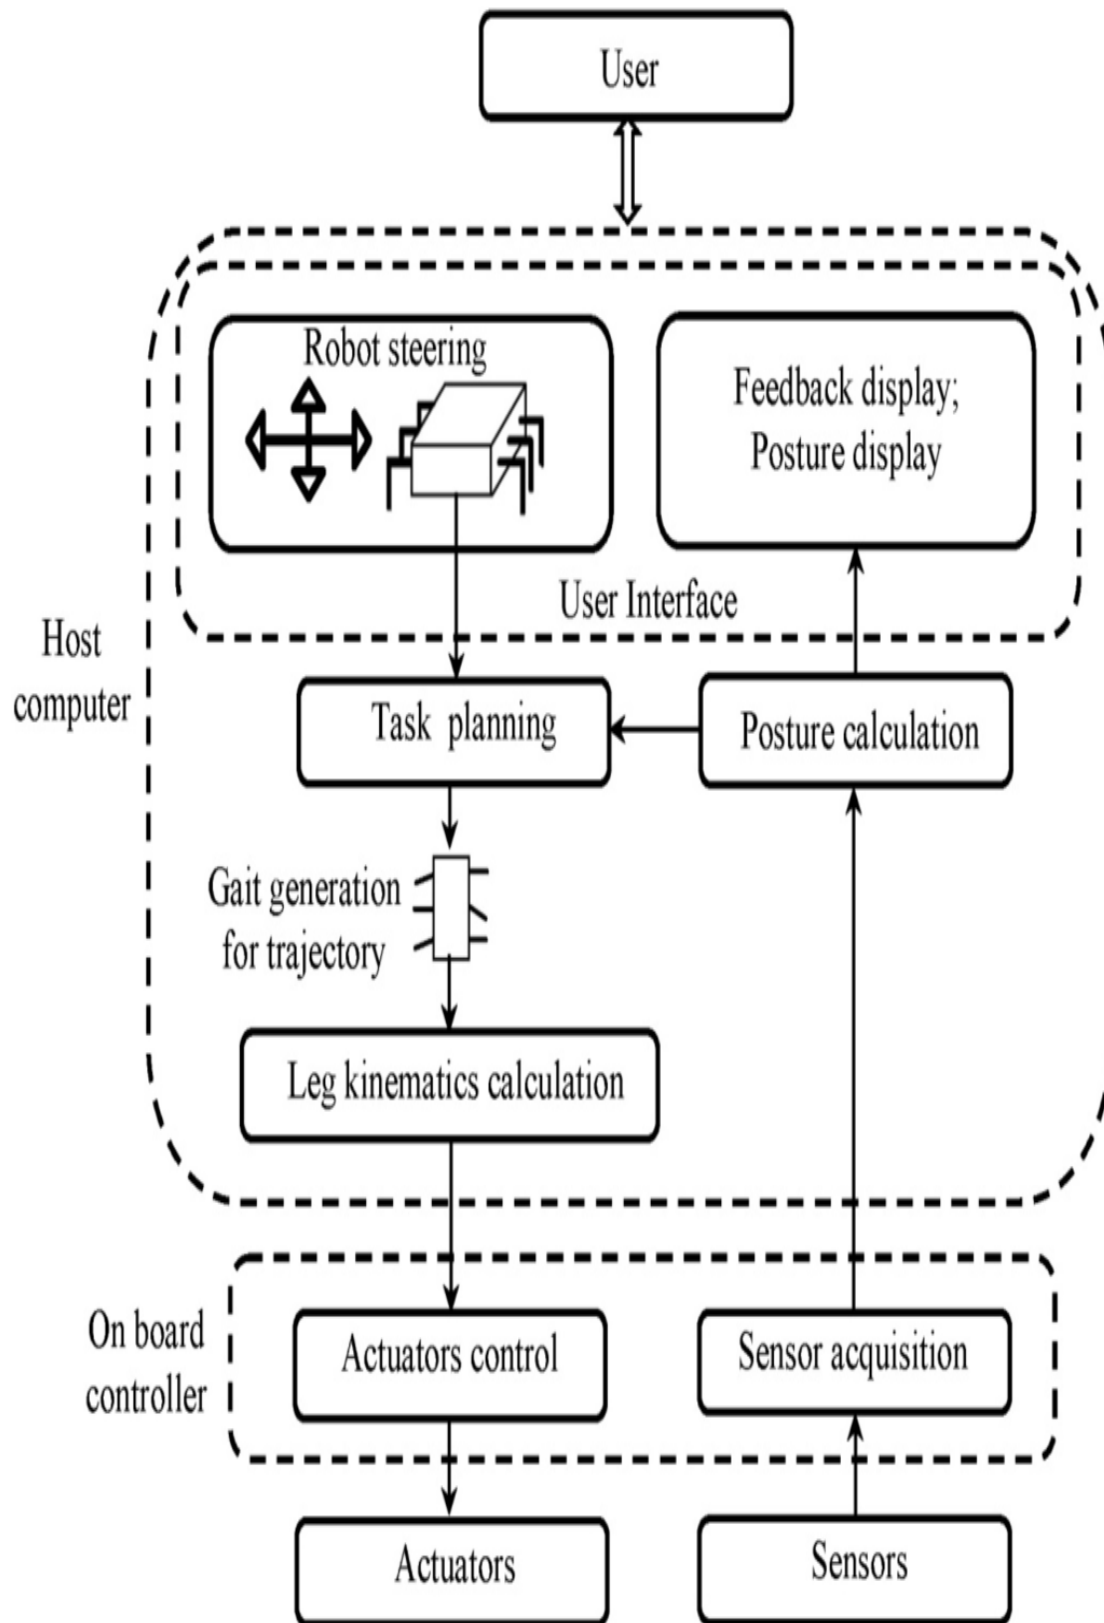 User
Robot steering
Feedback display;
Posture display
User Interface
Host
computer
Task planning
Posture calculation
Gait generation
for trajectory
Leg kinematics calculation
On board
controller
Actuators control
Sensor acquisition
Actuators
Sensors